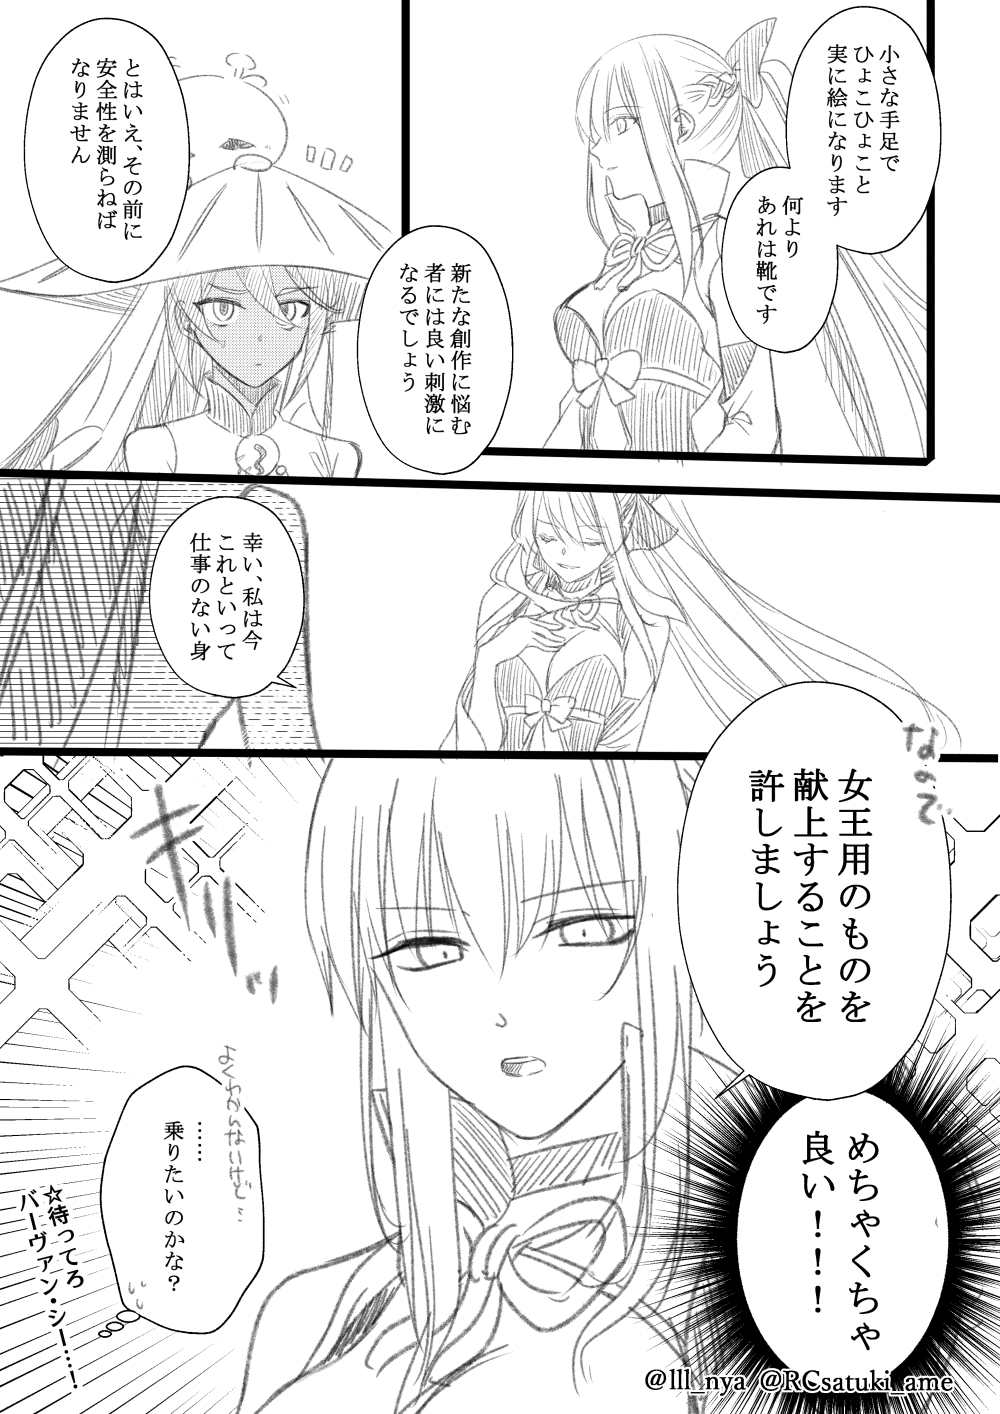 小さな手足で
ひょこひょこと
実に絵になります
何より
あれは靴です
新たな創作に悩む
者には良い刺激に
なるでしょう
とはいえ、その前に
安全性を測らねば
なりません
幸い、私は今
これといって
仕事のない身
なので…
女王用のものを
献上することを
許しましょう
めちゃくちゃ
良い！！！
キリッ
よくわかんないけど…
……
乗りたいのかな？
☆待ってろ
バーヴァン・シー…！
@lll_nya @RCsatuki_ame